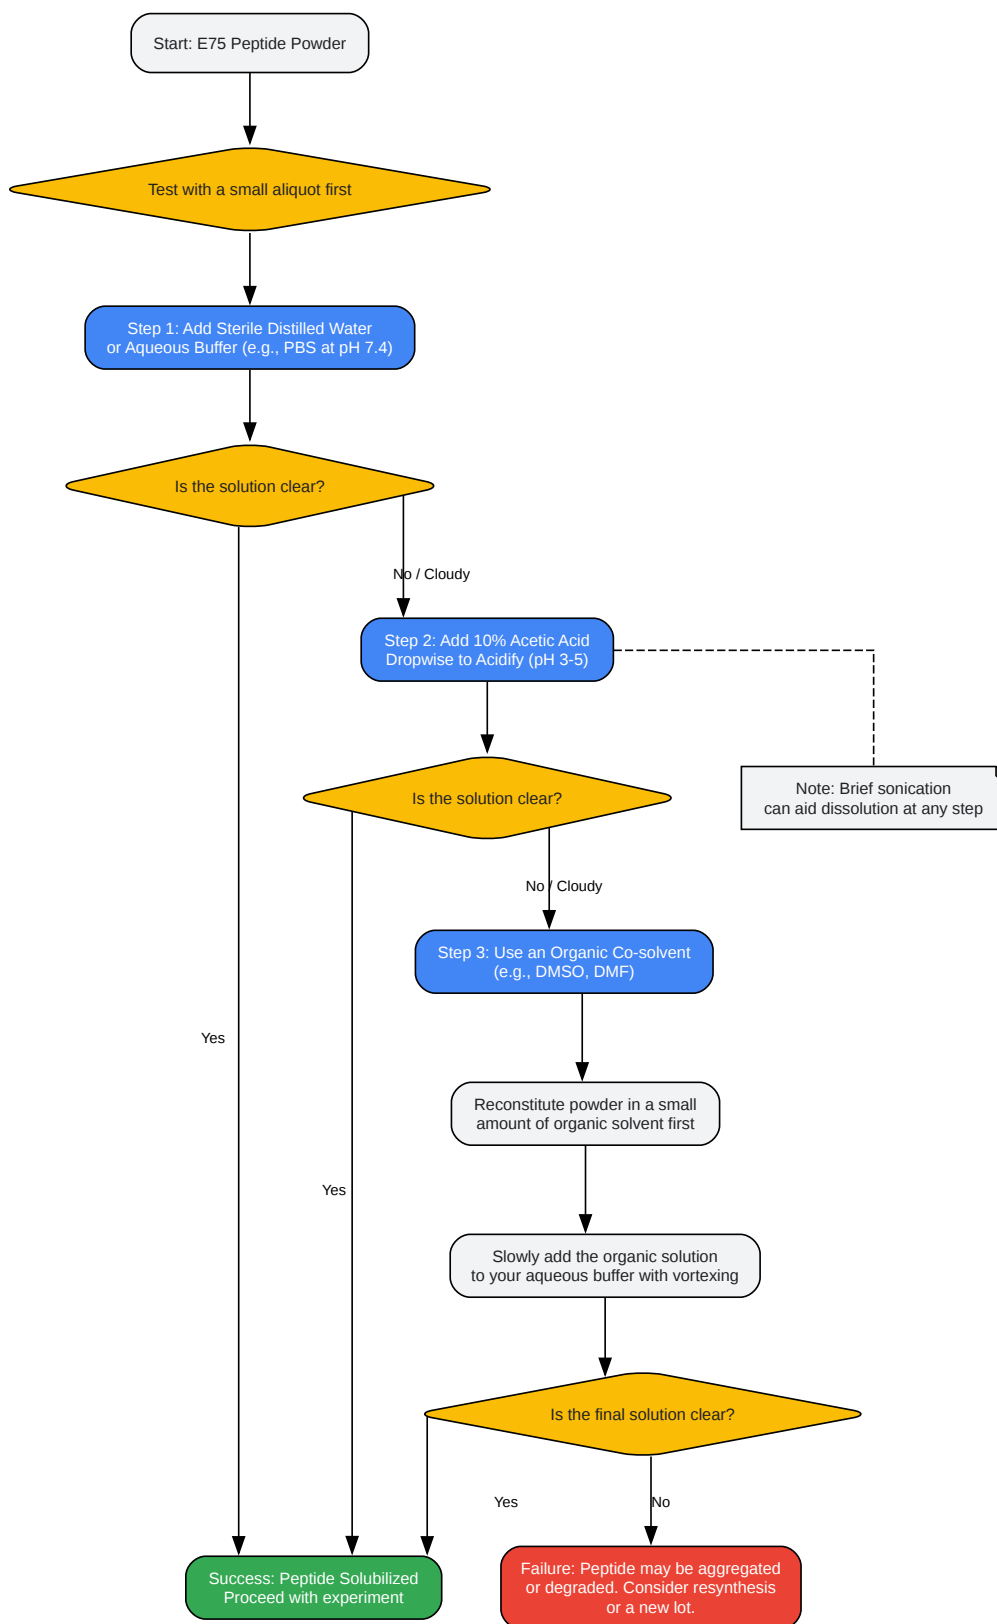 Start: E75 Peptide Powder
Test with a small aliquot first
Step 1: Add Sterile Distilled Water
or Aqueous Buffer (e.g., PBS at pH 7.4)
Is the solution clear?
No / Cloudy
Step 2: Add 10% Acetic Acid
Dropwise to Acidify (pH 3-5)
Is the solution clear?
Note: Brief sonication
can aid dissolution at any step
No / Cloudy
Step 3: Use an Organic Co-solvent
(e.g., DMSO, DMF)
Yes
Reconstitute powder in a small
amount of organic solvent first
Yes
Slowly add the organic solution
to your aqueous buffer with vortexing
Is the final solution clear?
Yes
No
Success: Peptide Solubilized
Proceed with experiment
Failure: Peptide may be aggregated
or degraded. Consider resynthesis
or a new lot.